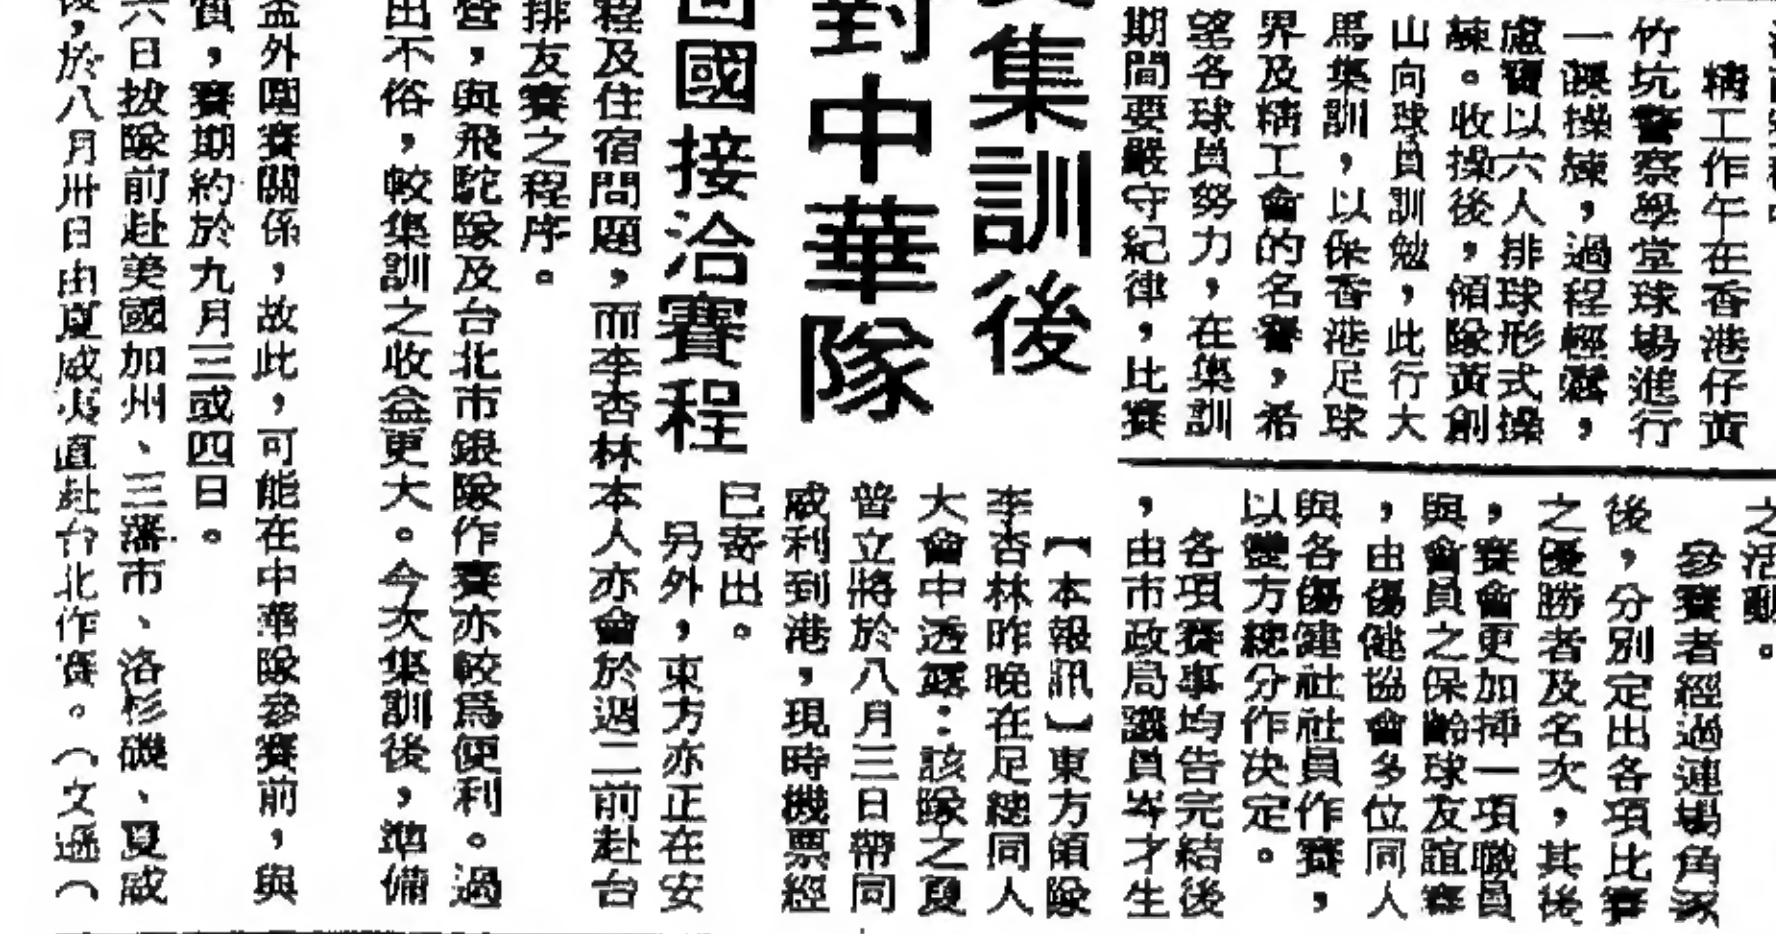 精工作午在香港仔黃
竹坑警察學堂球場進行
一課操練，過程輕鬆，
盧寶以六人排球形式操
練。收操後，領隊黃創
山向球員訓勉，此行大
馬集訓，以保香港足球
界及精工會的名譽，希
望各球員努力，在集訓
期間要嚴守紀律，比賽
之活動。
參賽者經過連場角逐
後，分別定出各項比賽
之優勝者及名次，其後
，賽會更加插一項職員
與會員之保齡球友誼賽
，由傷健協會多位同人
與各傷健社社員作賽，
以雙方總分作決定。
各項賽事均告完結後
，由市政局議員岑才生
集訓後
對中華隊
回國接洽賽程
【本報訊】東方領隊
李杏林昨晚在足總同人
大會中透露：該隊之夏
普立將於八月三日帶同
威利到港，現時機票經
已寄出。
另外，東方亦正在安
程及住宿問題，而李杏林本人亦會於週二前赴台
排友賽之程序。
，與飛駝隊及台北市銀隊作賽亦較爲便利。過
出不俗，較集訓之收益更大。今次集訓後，準備
盃外圍賽關係，故此，可能在中華隊參賽前，與
賓，賽期約於九月三或四日。
六日拔隊前赴美國加州、三藩市、洛杉磯、夏威
後，於八月卅日由夏威夷直赴台北作賽。（文遜（